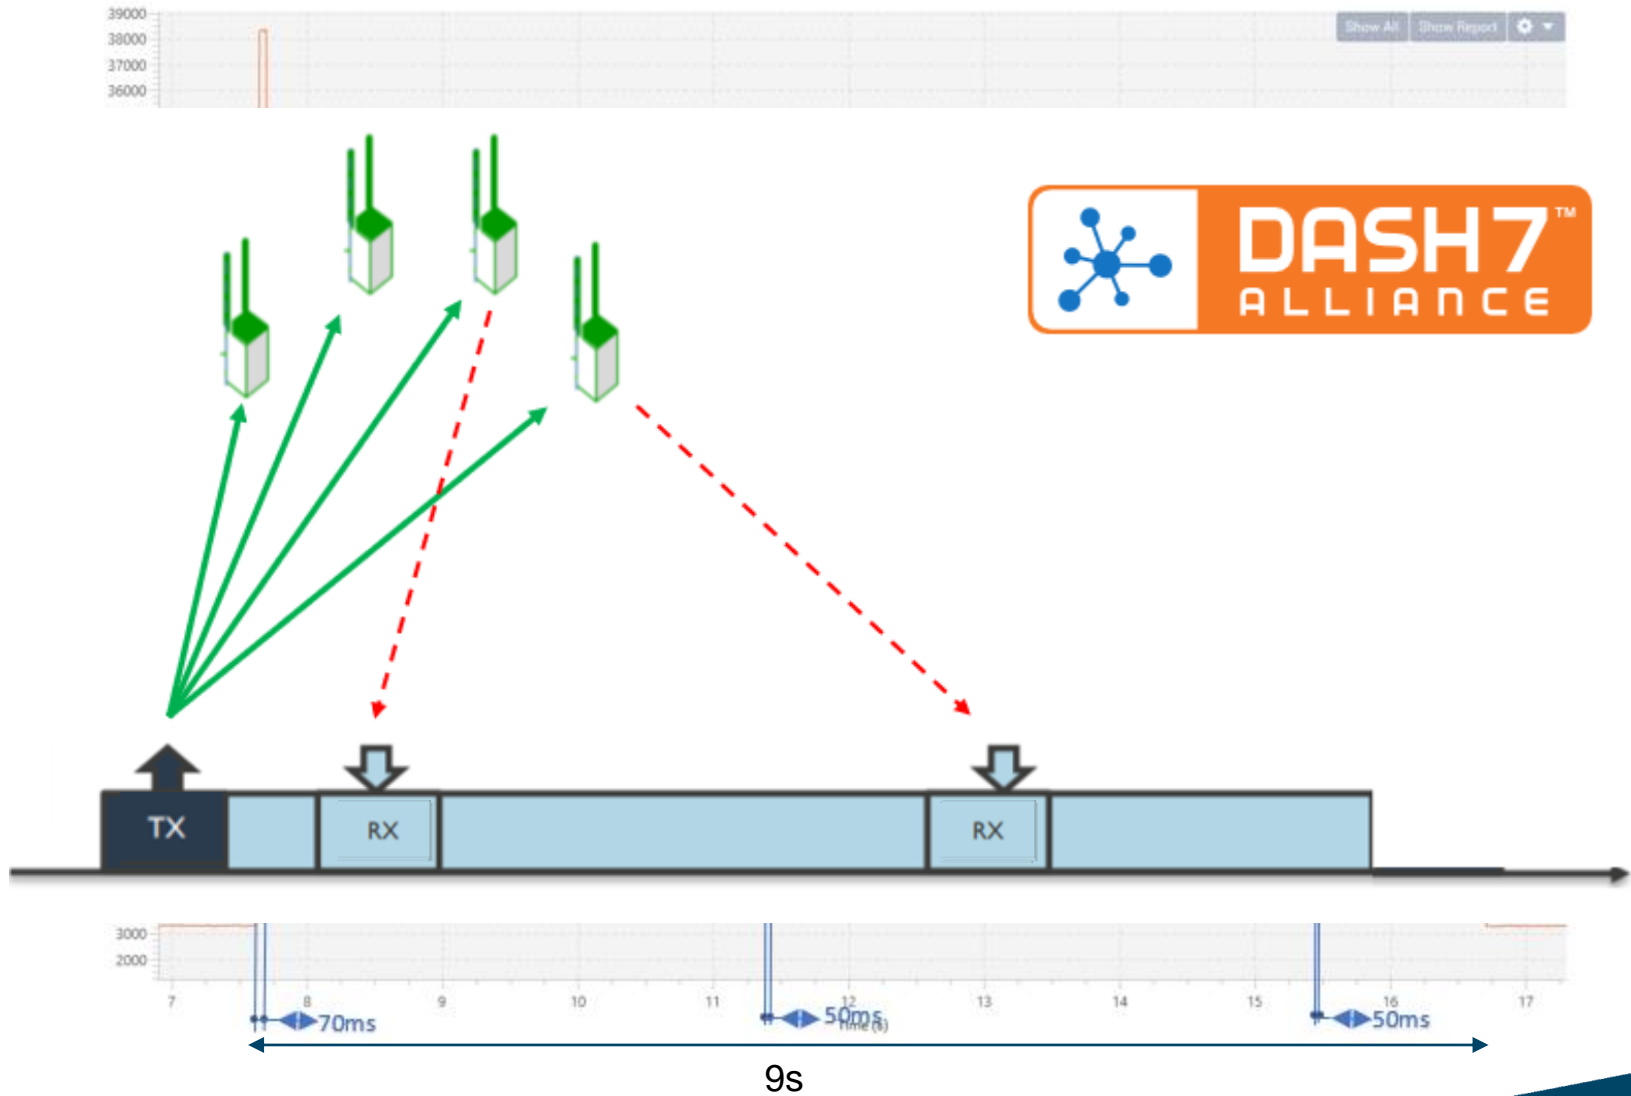 39000
38000
37000
36000
Show All Show Report
DASH7™
ALLIANCE
TX RX RX
3000
2000
7 8 9 10 11 12 13 14 15 16 17
70ms 50ms 50ms
Time (s)
9s